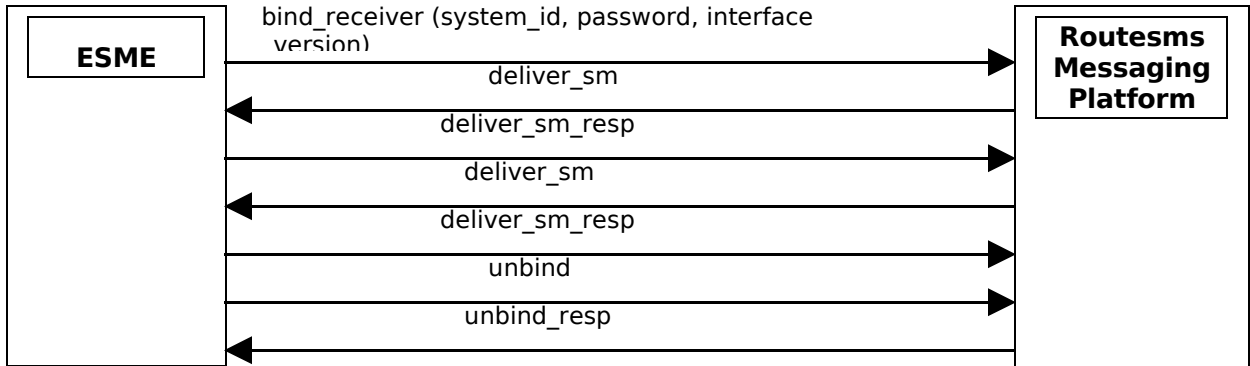 bind_receiver (system_id, password, interface
version)
ESME
Routesms
Messaging
Platform
deliver_sm
deliver_sm_resp
deliver_sm
deliver_sm_resp
unbind
unbind_resp